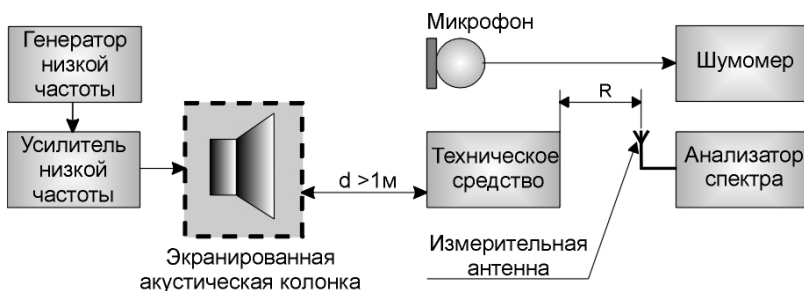 Генератор
низкой
частоты
Усилитель
низкой
частоты
Экранированная
акустическая колонка
d >1м
Микрофон
Шумомер
R
Техническое
средство
Анализатор
спектра
Измерительная
антенна